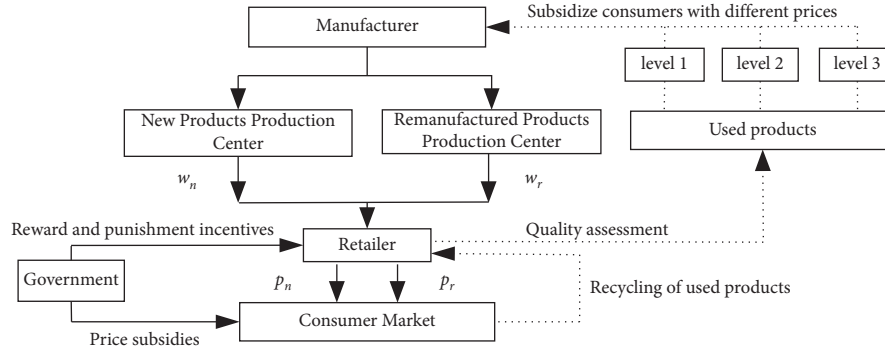 Subsidize consumers with different prices
Manufacturer
level 1
level 2
level 3
New Products Production
Center
Remanufactured Products
Production Center
Used products
w_n
w_r
Reward and punishment incentives
Retailer
Quality assessment
Government
p_n
p_r
Recycling of used products
Consumer Market
Price subsidies